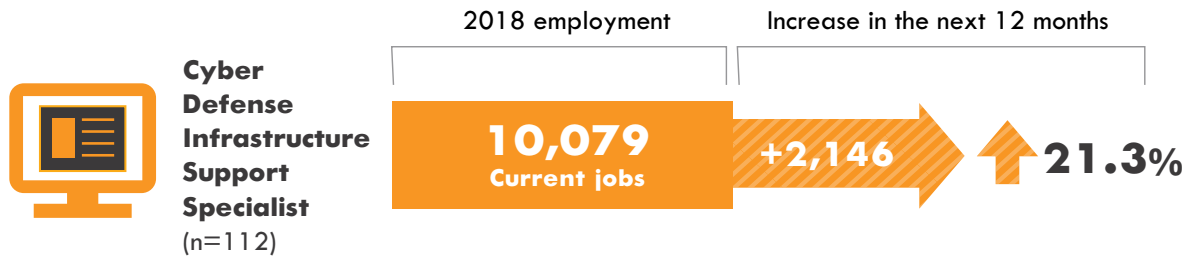 2018 employment
Increase in the next 12 months
Cyber
Defense
Infrastructure
Support
Specialist
(n=112)
10,079
Current jobs
+2,146
21.3%